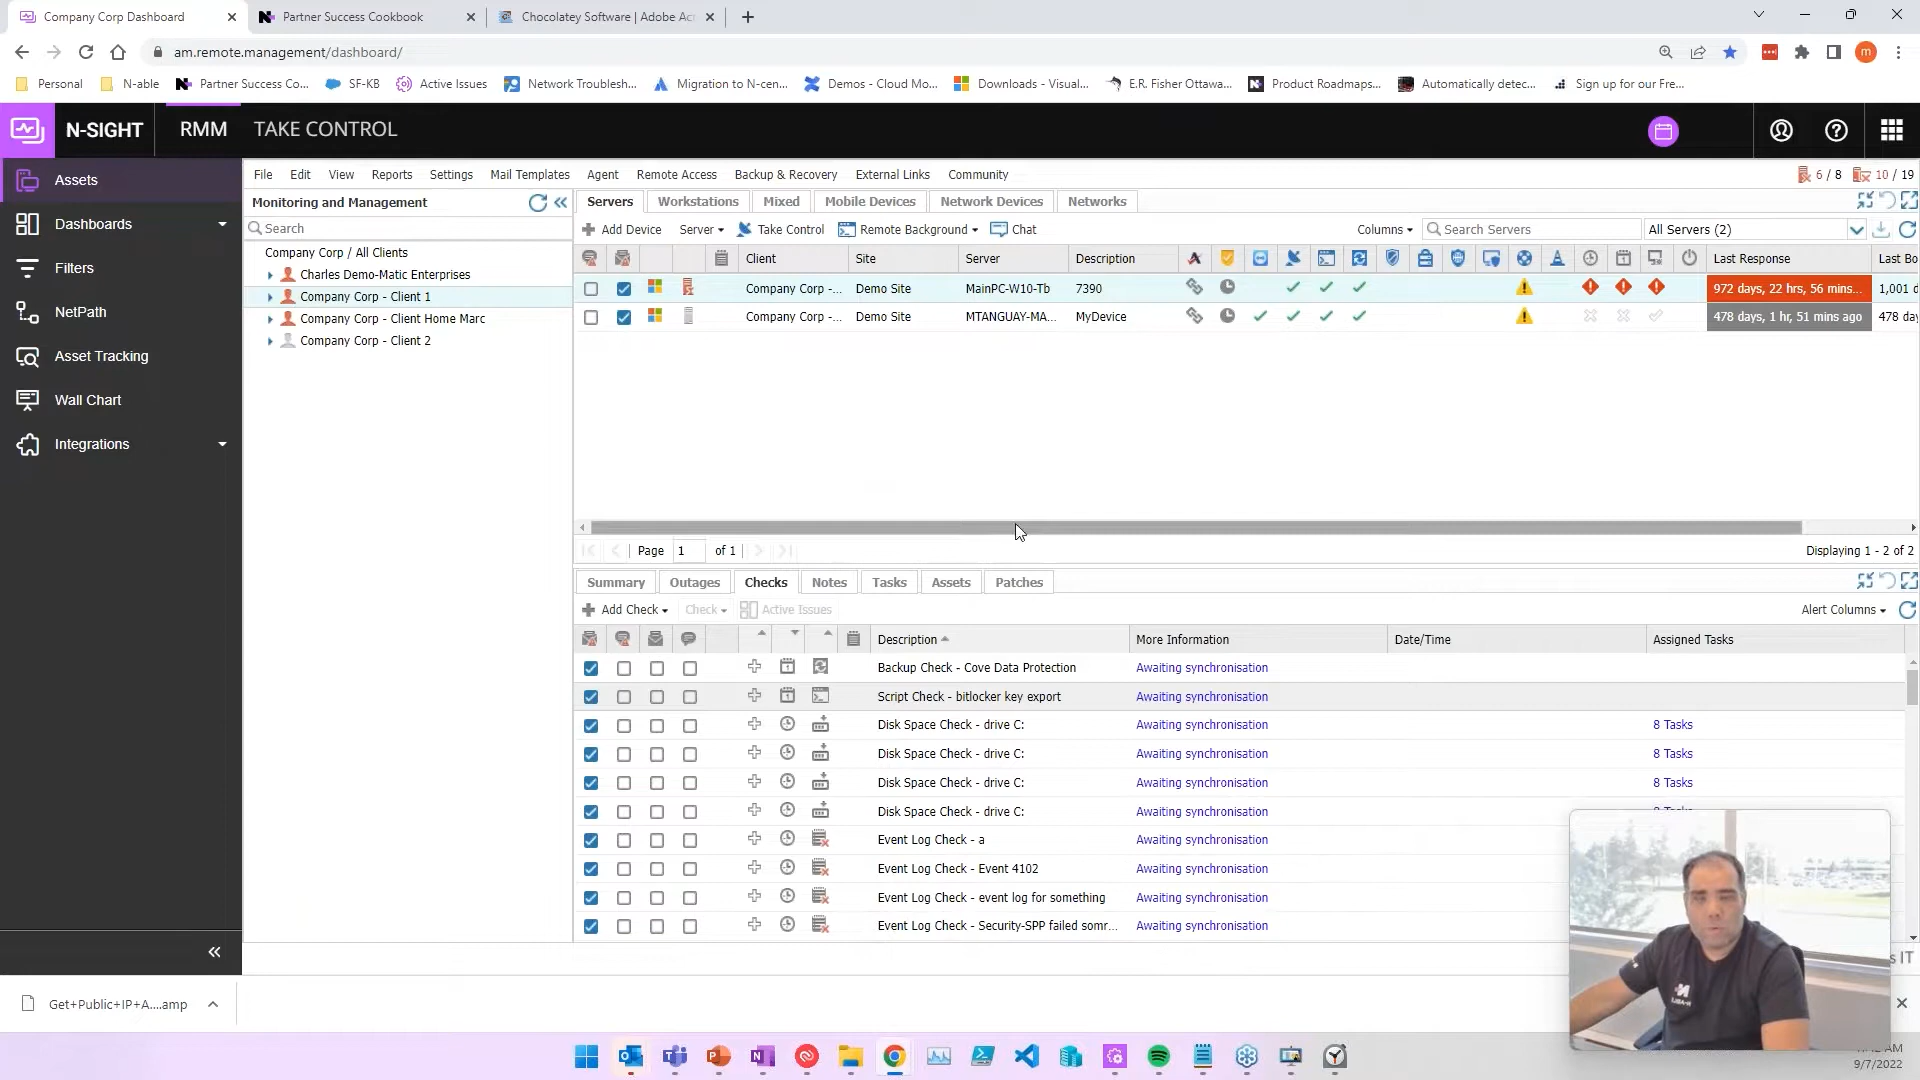 Company Corp Dashboard
Partner Success Cookbook
Chocolatey Software | Adobe Ac
am.remote.management/dashboard/
m
Personal
N-able
Partner Success Co...
SF-KB
Active Issues
Network Troublesh...
Migration to N-cen...
Demos - Cloud Mo...
Downloads - Visual...
E.R. Fisher Ottawa...
Product Roadmaps...
Automatically detec...
Sign up for our Fre...
N-SIGHT
RMM
TAKE CONTROL
Assets
Dashboards
Filters
NetPath
Asset Tracking
Wall Chart
Integrations
File Edit View Reports Settings Mail Templates Agent Remote Access Backup & Recovery External Links Community
6 / 8
10 / 19
Monitoring and Management
Search
Company Corp / All Clients
Charles Demo-Matic Enterprises
Company Corp - Client 1
Company Corp - Client Home Marc
Company Corp - Client 2
Servers Workstations Mixed Mobile Devices Network Devices Networks
Add Device Server Take Control Remote Background Chat
Columns
Search Servers
All Servers (2)
Client Site Server Description Last Response Last Bo
Company Corp -... Demo Site MainPC-W10-Tb 7390 972 days, 22 hrs, 56 mins... 1,001 d
Company Corp -... Demo Site MTANGUAY-MA... MyDevice 478 days, 1 hr, 51 mins ago 478 day
Page 1 of 1
Displaying 1 - 2 of 2
Summary Outages Checks Notes Tasks Assets Patches
Add Check Check Active Issues
Alert Columns
Description More Information Date/Time Assigned Tasks
Backup Check - Cove Data Protection Awaiting synchronisation
Script Check - bitlocker key export Awaiting synchronisation
Disk Space Check - drive C: Awaiting synchronisation 8 Tasks
Disk Space Check - drive C: Awaiting synchronisation 8 Tasks
Disk Space Check - drive C: Awaiting synchronisation 8 Tasks
Disk Space Check - drive C: Awaiting synchronisation
Event Log Check - a Awaiting synchronisation
Event Log Check - Event 4102 Awaiting synchronisation
Event Log Check - event log for something Awaiting synchronisation
Event Log Check - Security-SPP failed somr... Awaiting synchronisation
IT
Get+Public+IP+A....amp
AM
9/7/2022